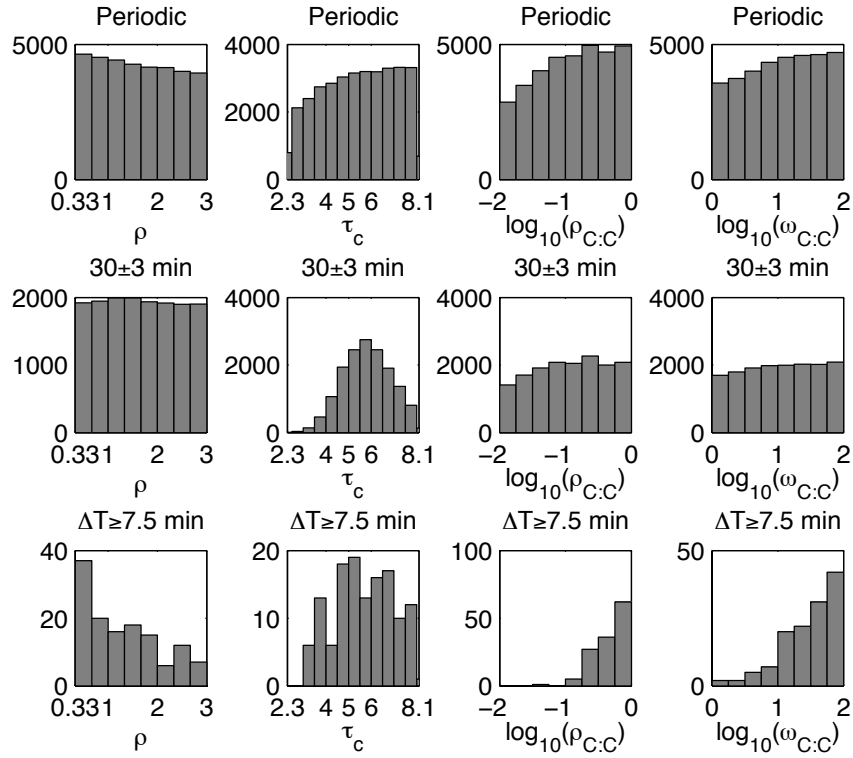 Periodic Periodic Periodic Periodic
5000 4000 5000 5000
2000
0 0 0 0
0.33 1 2 3 2.3 4 5 6 8.1 −2 −1 0 0 1 2
ρ τc log10(ρC:C) log10(ωC:C)
30±3 min 30±3 min 30±3 min 30±3 min
2000 4000 4000 4000
1000 2000 2000 2000
0 0 0 0
0.33 1 2 3 2.3 4 5 6 8.1 −2 −1 0 0 1 2
ρ τc log10(ρC:C) log10(ωC:C)
ΔT≥7.5 min ΔT≥7.5 min ΔT≥7.5 min ΔT≥7.5 min
40 20 100 50
20 10 50
0 0 0 0
0.33 1 2 3 2.3 4 5 6 8.1 −2 −1 0 0 1 2
ρ τc log10(ρC:C) log10(ωC:C)